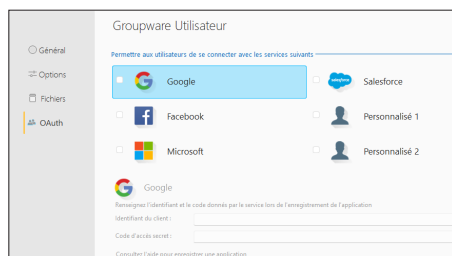 Groupware Utilisateur
Général
Options
Fichiers
OAuth
Permettre aux utilisateurs de se connecter avec les services suivants
Google
salesforce
Salesforce
Facebook
Personnalisé 1
Microsoft
Personnalisé 2
Google
Renseignez l'identifiant et le code donnés par le service lors de l'enregistrement de l'application
Identifiant du client :
Code d'accès secret :
Consulter l'aide pour enregistrer une application